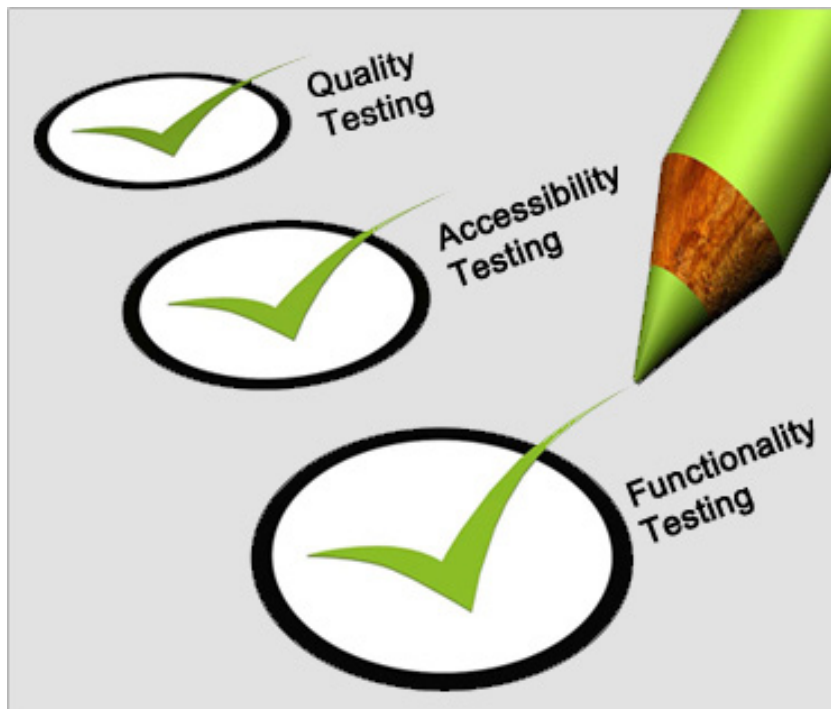 Quality
Testing
Accessibility
Testing
Functionality
Testing